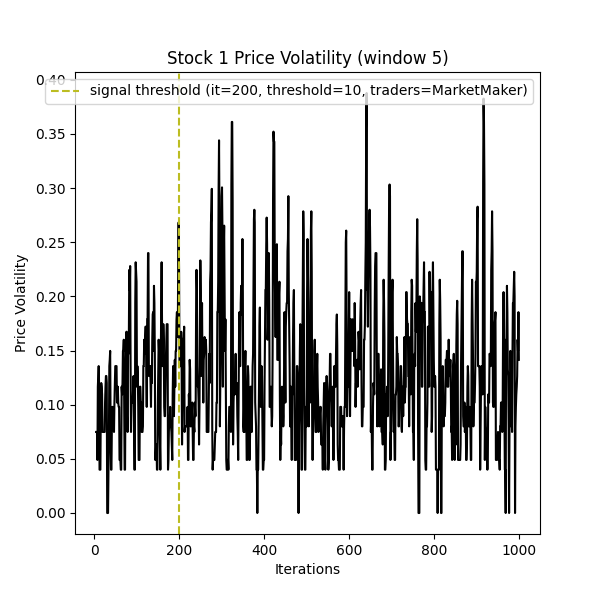 Stock 1 Price Volatility (window 5)
signal threshold (it=200, threshold=10, traders=MarketMaker)
0.40
0.35
0.30
0.25
0.20
0.15
0.10
0.05
0.00
Price Volatility
0 200 400 600 800 1000
Iterations